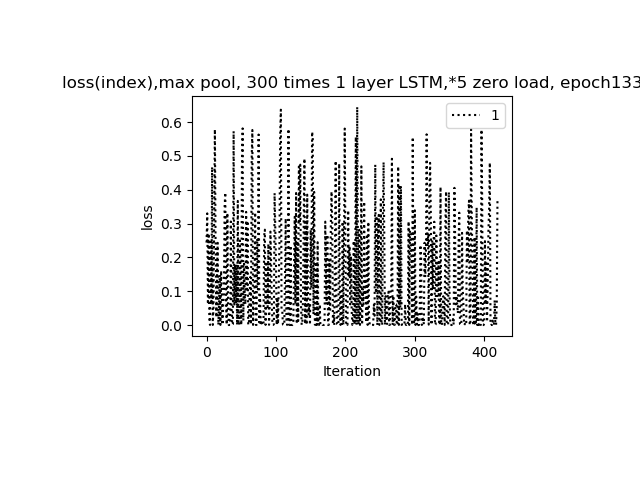 loss(index),max pool, 300 times 1 layer LSTM,*5 zero load, epoch133
1
0.6
0.5
0.4
0.3
0.2
0.1
0.0
loss
0 100 200 300 400
Iteration